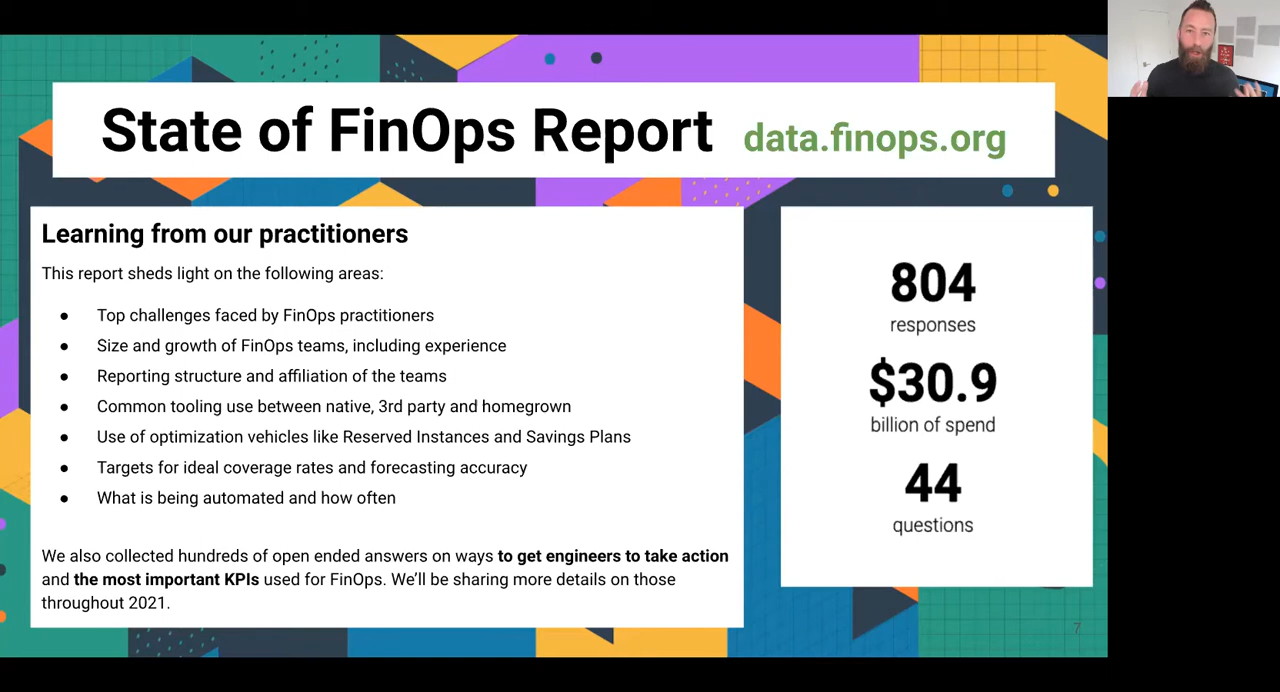 State of FinOps Report data.finops.org
Learning from our practitioners
This report sheds light on the following areas:
● Top challenges faced by FinOps practitioners
● Size and growth of FinOps teams, including experience
● Reporting structure and affiliation of the teams
● Common tooling use between native, 3rd party and homegrown
● Use of optimization vehicles like Reserved Instances and Savings Plans
● Targets for ideal coverage rates and forecasting accuracy
● What is being automated and how often
We also collected hundreds of open ended answers on ways to get engineers to take action
and the most important KPIs used for FinOps. We’ll be sharing more details on those
throughout 2021.
804
responses
$30.9
billion of spend
44
questions
7